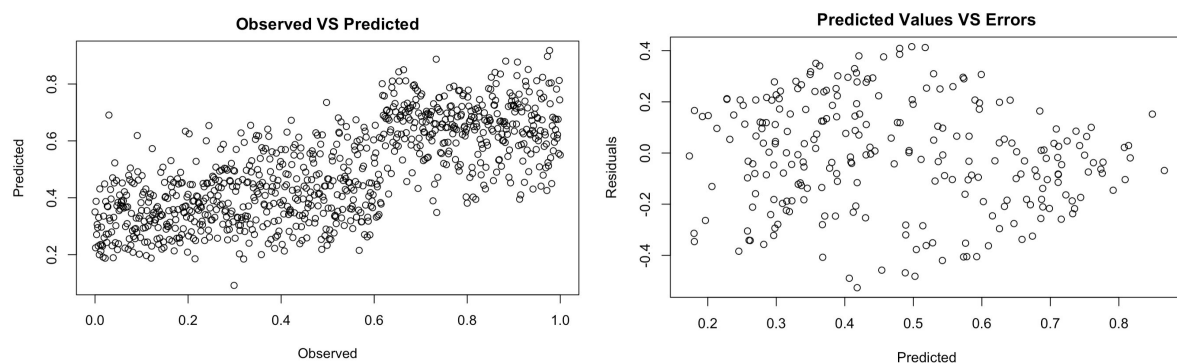 Observed VS Predicted
Predicted
0.2 0.4 0.6 0.8
0.0 0.2 0.4 0.6 0.8 1.0
Observed
Predicted Values VS Errors
Residuals
-0.4 -0.2 0.0 0.2 0.4
0.2 0.3 0.4 0.5 0.6 0.7 0.8
Predicted